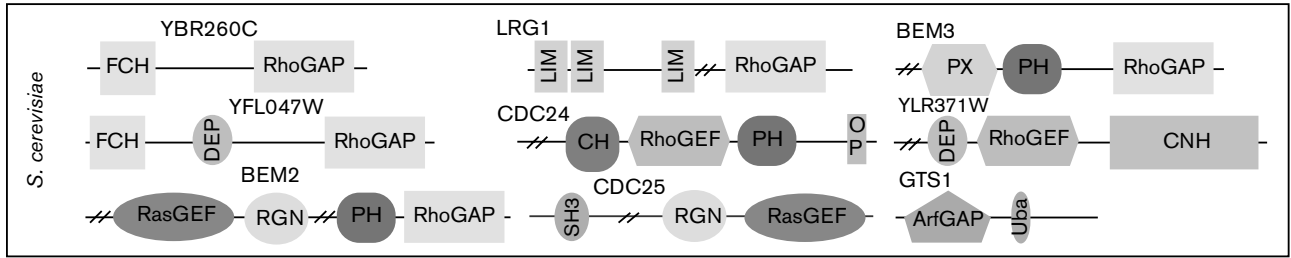 S. cerevisiae
YBR260C
FCH RhoGAP
LRG1
LIM LIM LIM RhoGAP
BEM3
PX PH RhoGAP
YFL047W
FCH DEP RhoGAP
CDC24
CH RhoGEF PH OP
YLR371W
DEP RhoGEF CNH
BEM2
RasGEF RGN PH RhoGAP
CDC25
SH3 RGN RasGEF
GTS1
ArfGAP Uba